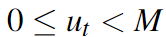 0 ≤ u_t < M